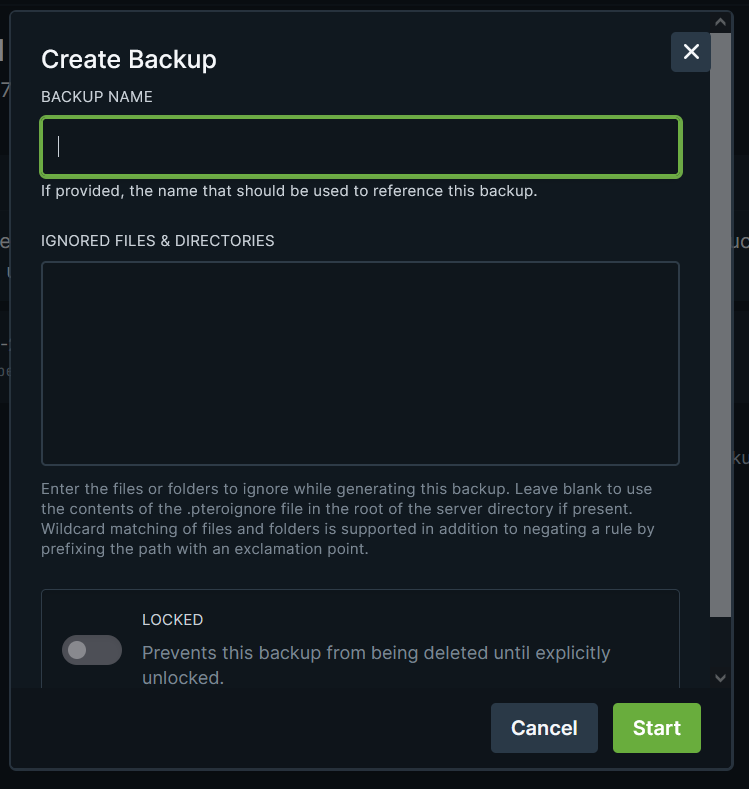 Create Backup
BACKUP NAME
If provided, the name that should be used to reference this backup.
IGNORED FILES & DIRECTORIES
Enter the files or folders to ignore while generating this backup. Leave blank to use
the contents of the .pteroignore file in the root of the server directory if present.
Wildcard matching of files and folders is supported in addition to negating a rule by
prefixing the path with an exclamation point.
LOCKED
Prevents this backup from being deleted until explicitly
unlocked.
Cancel
Start